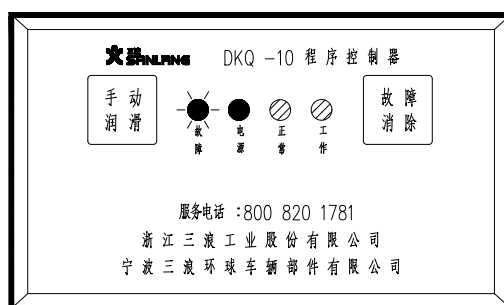 SANLANG DKQ -10 程序控制器
手动
润滑
故障
电源
正常
工作
故障
消除
服务电话 :800 820 1781
浙江三浪工业股份有限公司
宁波三浪环球车辆部件有限公司